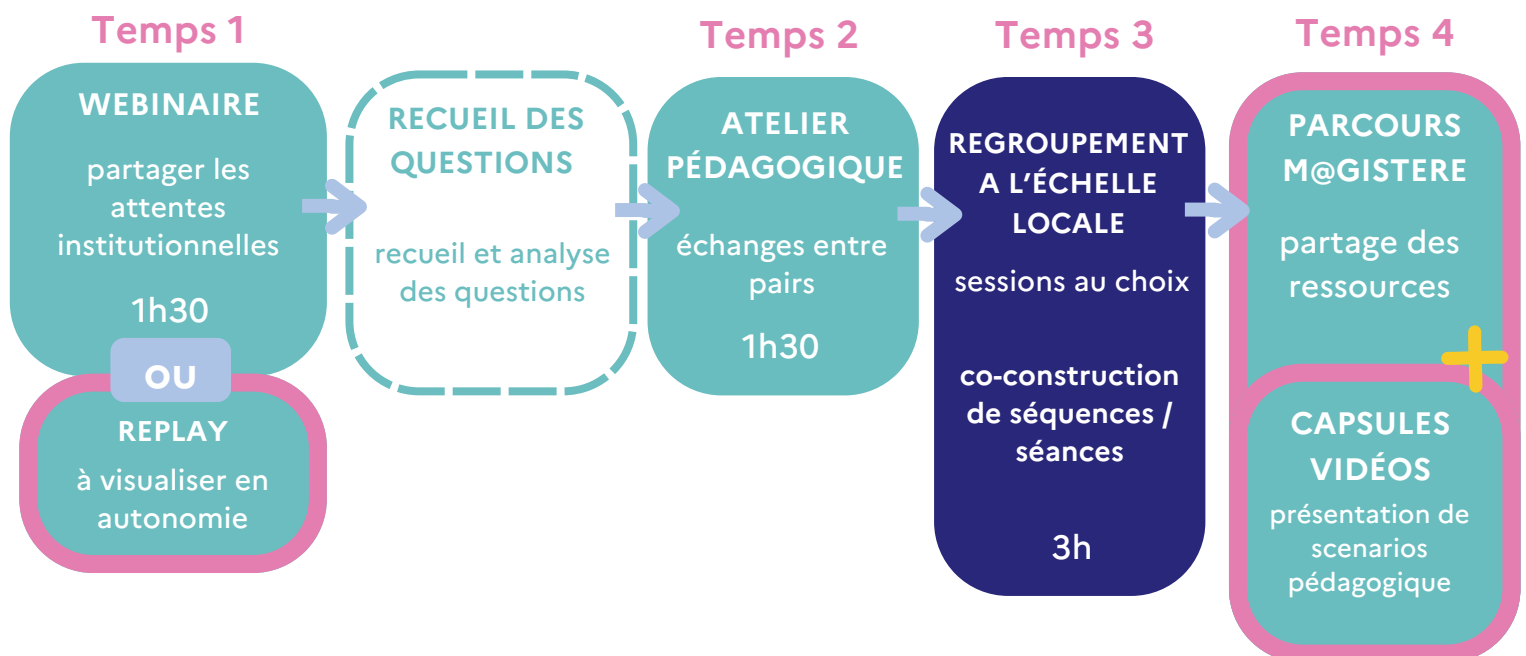 Temps 1
WEBINAIRE
partager les
attentes
institutionnelles
1h30
OU
REPLAY
à visualiser en
autonomie
RECUEIL DES
QUESTIONS
recueil et analyse
des questions
Temps 2
ATELIER
PÉDAGOGIQUE
échanges entre
pairs
1h30
Temps 3
REGROUPEMENT
A L'ÉCHELLE
LOCALE
sessions au choix
co-construction
de séquences /
séances
3h
Temps 4
PARCOURS
M@GISTERE
partage des
ressources
CAPSULES
VIDÉOS
présentation de
scenarios
pédagogique